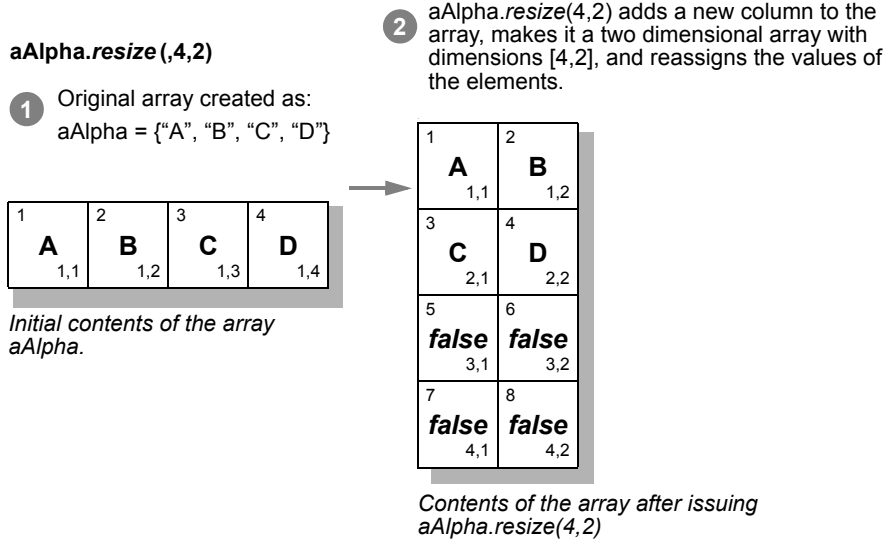 aAlpha.resize (,4,2)
1
Original array created as:
aAlpha = {“A”, “B”, “C”, “D”}
1 2 3 4
A B C D
1,1 1,2 1,3 1,4
Initial contents of the array
aAlpha.
2
aAlpha.resize(4,2) adds a new column to the
array, makes it a two dimensional array with
dimensions [4,2], and reassigns the values of
the elements.
1 2
A B
1,1 1,2
3 4
C D
2,1 2,2
5 6
false false
3,1 3,2
7 8
false false
4,1 4,2
Contents of the array after issuing
aAlpha.resize(4,2)